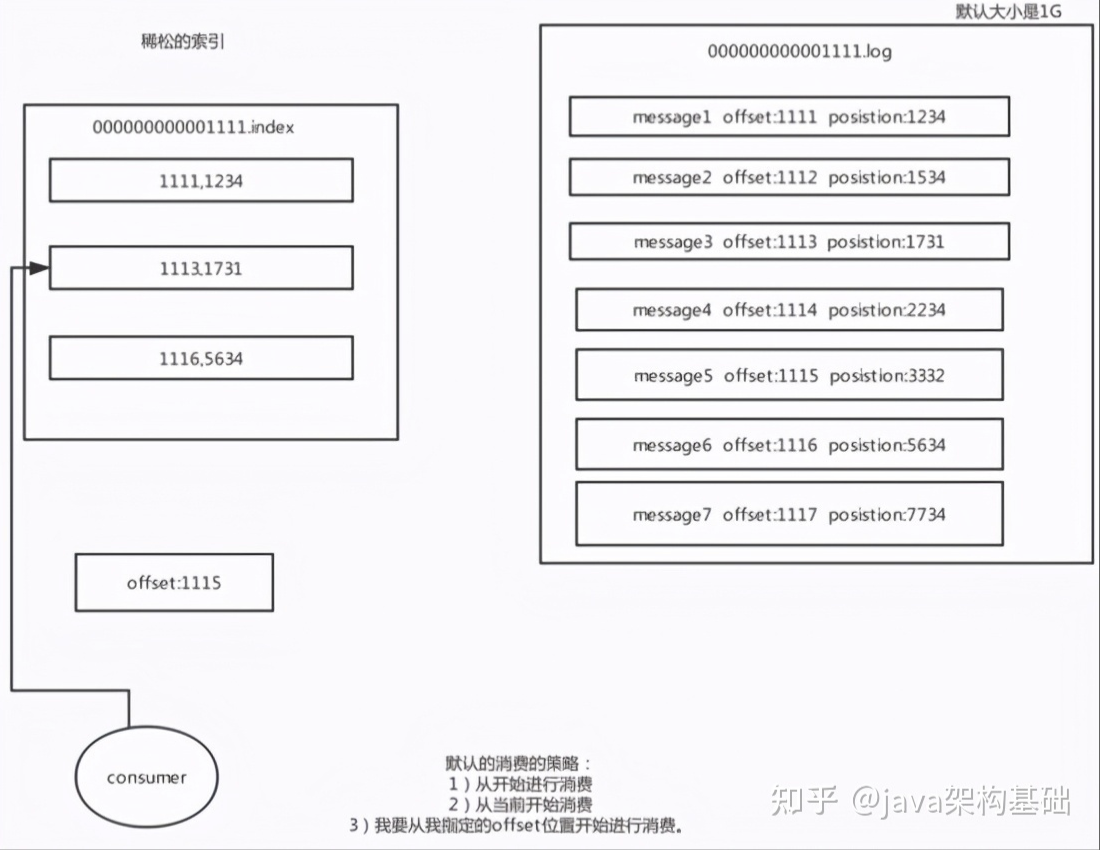 默认大小是1G
稀松的索引
000000000001111.log
000000000001111.index
message1 offset:1111 posistion:1234
1111,1234
message2 offset:1112 posistion:1534
message3 offset:1113 posistion:1731
1113,1731
message4 offset:1114 posistion:2234
1116,5634
message5 offset:1115 posistion:3332
message6 offset:1116 posistion:5634
message7 offset:1117 posistion:7734
offset:1115
consumer
默认的消费的策略：
1）从开始进行消费
2）从当前开始消费
3）我要从我指定的offset位置开始进行消费。
知乎 @java架构基础